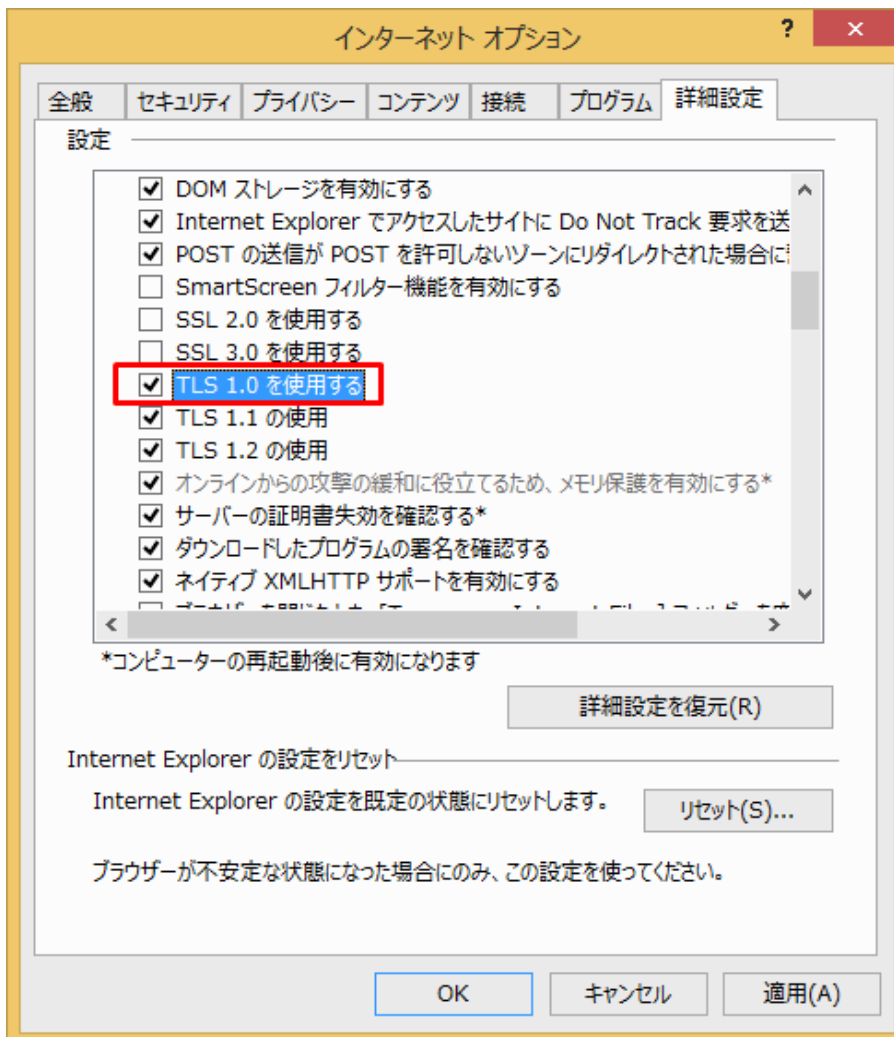 インターネット オプション
?
×
全般 セキュリティ プライバシー コンテンツ 接続 プログラム 詳細設定
設定
DOM ストレージを有効にする
Internet Explorer でアクセスしたサイトに Do Not Track 要求を送
POST の送信が POST を許可しないゾーンにリダイレクトされた場合に
SmartScreen フィルター機能を有効にする
SSL 2.0 を使用する
SSL 3.0 を使用する
TLS 1.0 を使用する
TLS 1.1 の使用
TLS 1.2 の使用
オンラインからの攻撃の緩和に役立てるため、メモリ保護を有効にする*
サーバーの証明書失効を確認する*
ダウンロードしたプログラムの署名を確認する
ネイティブ XMLHTTP サポートを有効にする
*コンピューターの再起動後に有効になります
詳細設定を復元(R)
Internet Explorer の設定をリセット
Internet Explorer の設定を既定の状態にリセットします。
リセット(S)...
ブラウザーが不安定な状態になった場合にのみ、この設定を使ってください。
OK キャンセル 適用(A)